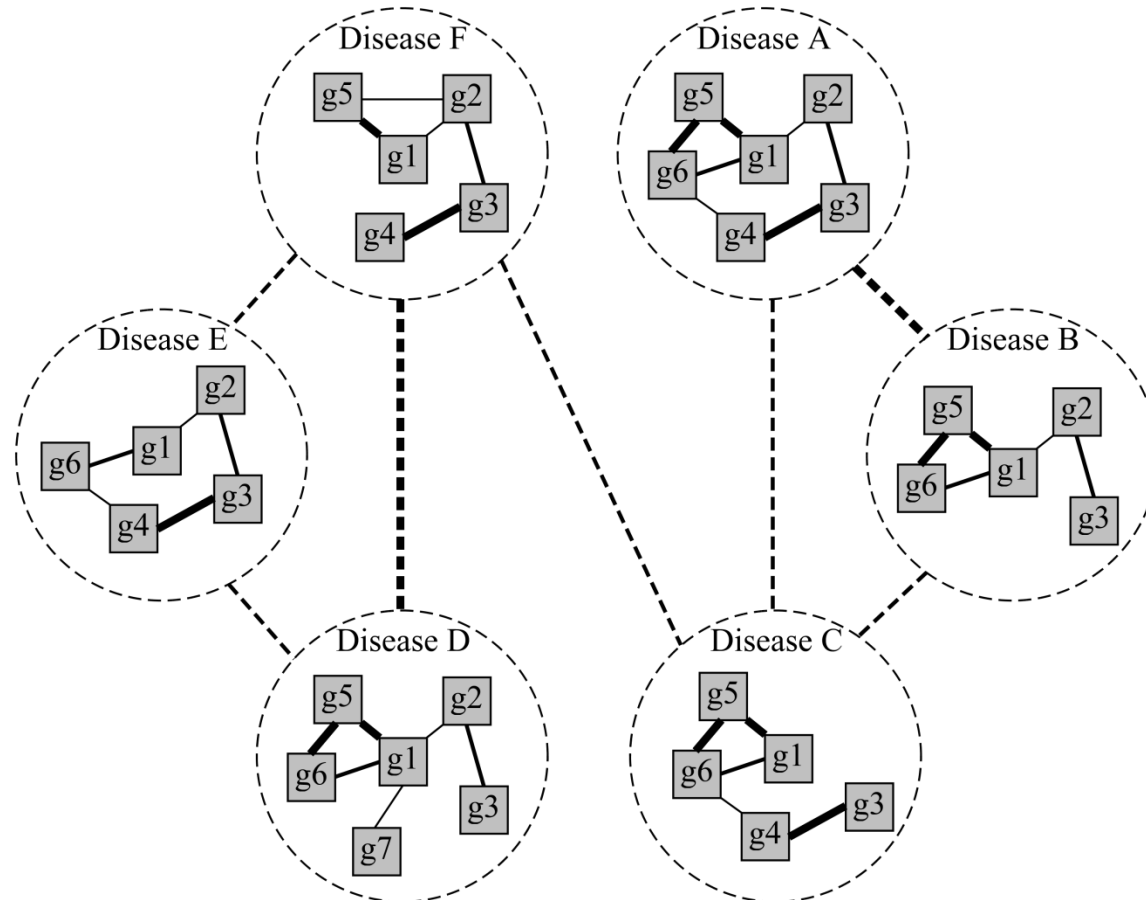 Disease F
g5
g2
g1
g3
g4
Disease A
g5
g2
g1
g6
g3
g4
Disease E
g2
g1
g6
g3
g4
Disease B
g5
g2
g1
g6
g3
Disease D
g5
g2
g1
g6
g3
g7
Disease C
g5
g1
g6
g3
g4